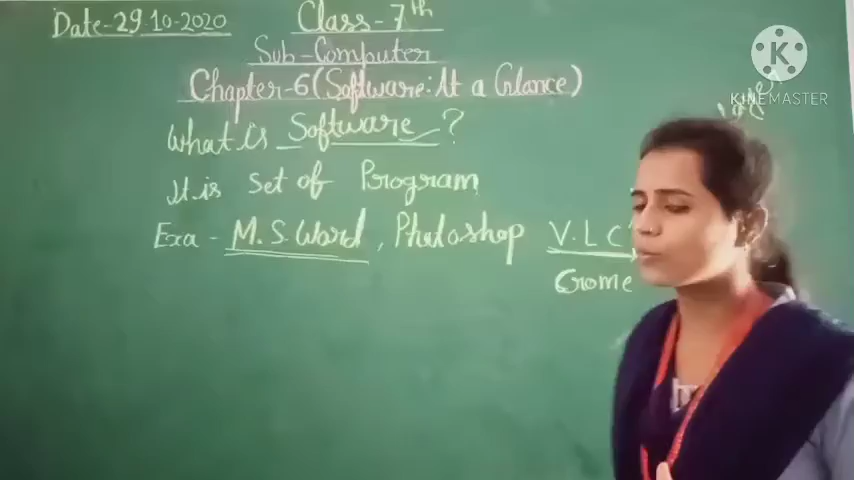 Date-29.10-2020
Class-7th
Sub-Computer
Chapter-6(Software: At a Glance)
What is Software ?
It is Set of Program
Exa - M.S. Word, Photoshop V.L.C
Grome
KINEMASTER